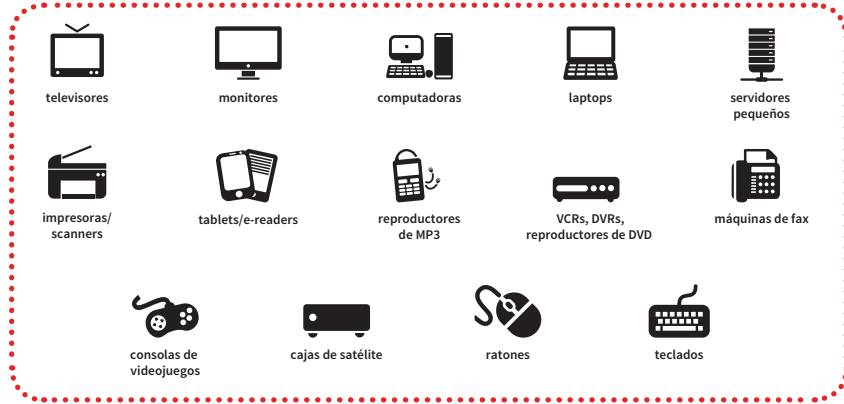 televisores
monitores
computadoras
laptops
servidores
pequeños
impresoras/
scanners
tablets/e-readers
reproductores
de MP3
VCRs, DVRs,
reproductores de DVD
máquinas de fax
consolas de
videojuegos
cajas de satélite
ratones
teclados